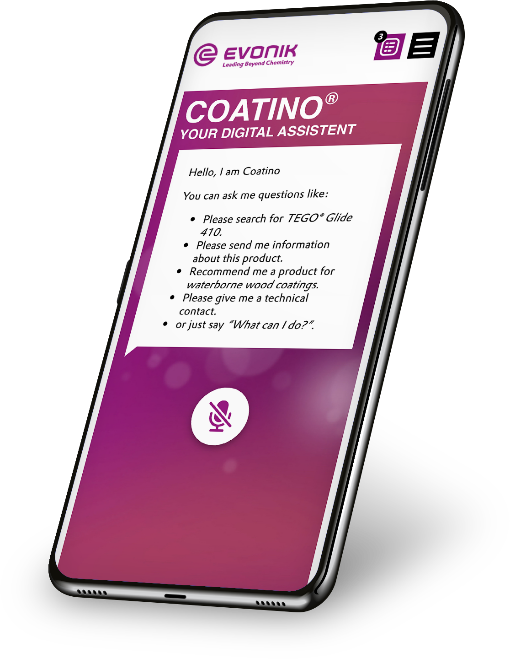 EVONIK
Leading Beyond Chemistry
3
COATINO®
YOUR DIGITAL ASSISTENT
Hello, I am Coatino
You can ask me questions like:
• Please search for TEGO® Glide
410.
• Please send me information
about this product.
• Recommend me a product for
waterborne wood coatings.
• Please give me a technical
contact.
• or just say “What can I do?”.